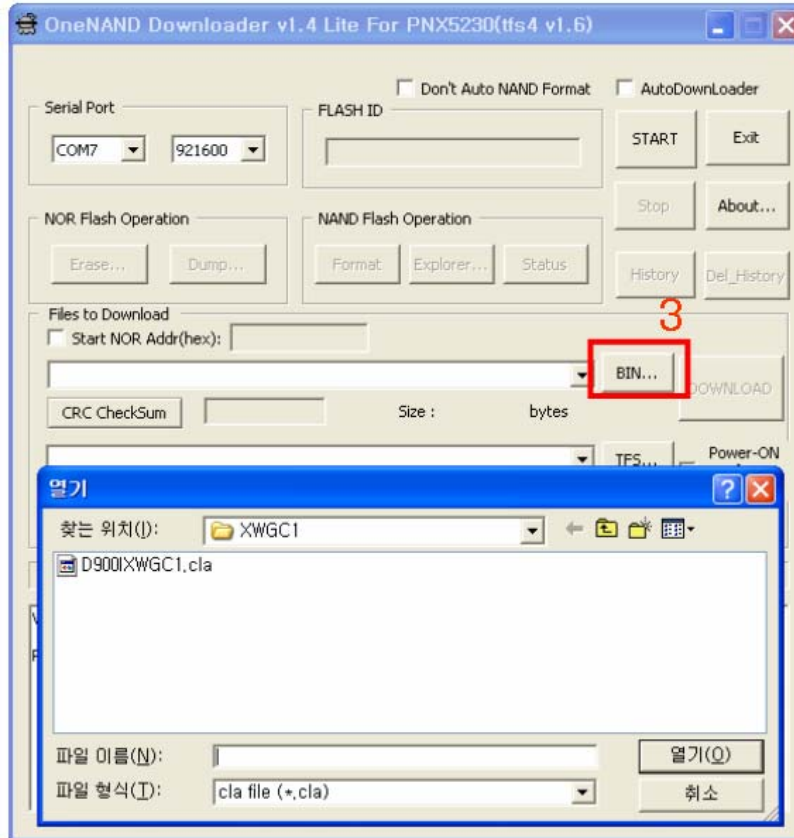 OneNAND Downloader v1.4 Lite For PNX5230(tfs4 v1.6)
Don't Auto NAND Format
AutoDownLoader
Serial Port
FLASH ID
COM7
921600
START
Exit
Stop
About...
NOR Flash Operation
NAND Flash Operation
Erase...
Dump...
Format
Explorer...
Status
History
Del_History
Files to Download
3
Start NOR Addr(hex):
BIN...
DOWNLOAD
CRC CheckSum
Size :
bytes
TFS...
Power-ON
열기
찾는 위치(I):
XWGC1
D900IXWGC1.cla
파일 이름(N):
열기(O)
파일 형식(T):
cla file (*.cla)
취소